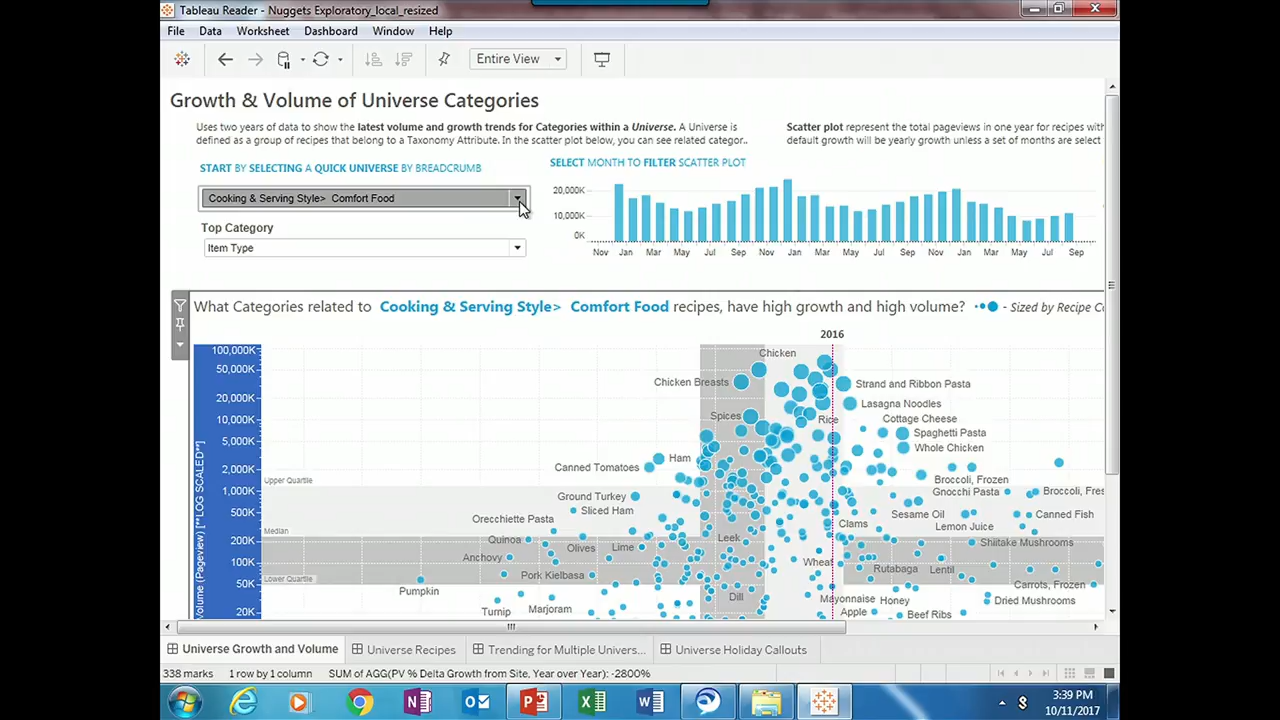 Tableau Reader - Nuggets Exploratory_local_resized
File Data Worksheet Dashboard Window Help
Entire View
Growth & Volume of Universe Categories
Uses two years of data to show the latest volume and growth trends for Categories within a Universe. A Universe is
defined as a group of recipes that belong to a Taxonomy Attribute. In the scatter plot below, you can see related categor..
Scatter plot represent the total pageviews in one year for recipes with
default growth will be yearly growth unless a set of months are select
START BY SELECTING A QUICK UNIVERSE BY BREADCRUMB
Cooking & Serving Style> Comfort Food
Top Category
Item Type
SELECT MONTH TO FILTER SCATTER PLOT
20,000K
10,000K
0K
Nov Jan Mar May Jul Sep Nov Jan Mar May Jul Sep Nov Jan Mar May Jul Sep
What Categories related to Cooking & Serving Style> Comfort Food recipes, have high growth and high volume?
- Sized by Recipe Co
2016
100,000K
50,000K
20,000K
10,000K
5,000K
2,000K
1,000K
500K
200K
100K
50K
20K
Volume (Pageview) [**LOG SCALED**]
Upper Quartile
Median
Lower Quartile
Chicken
Chicken Breasts
Strand and Ribbon Pasta
Lasagna Noodles
Spices
Rice
Cottage Cheese
Spaghetti Pasta
Whole Chicken
Ham
Canned Tomatoes
Broccoli, Frozen
Gnocchi Pasta
Broccoli, Fres
Ground Turkey
Sliced Ham
Sesame Oil
Canned Fish
Orecchiette Pasta
Clams
Lemon Juice
Quinoa
Olives
Lime
Leek
Shiitake Mushrooms
Anchovy
Wheat
Rutabaga
Lentil
Pork Kielbasa
Carrots, Frozen
Pumpkin
Dill
Mayonnaise
Honey
Dried Mushrooms
Turnip
Marjoram
Apple
Beef Ribs
Universe Growth and Volume
Universe Recipes
Trending for Multiple Univers...
Universe Holiday Callouts
338 marks 1 row by 1 column SUM of AGG(PV % Delta Growth from Site, Year over Year): -2800%
3:39 PM
10/11/2017